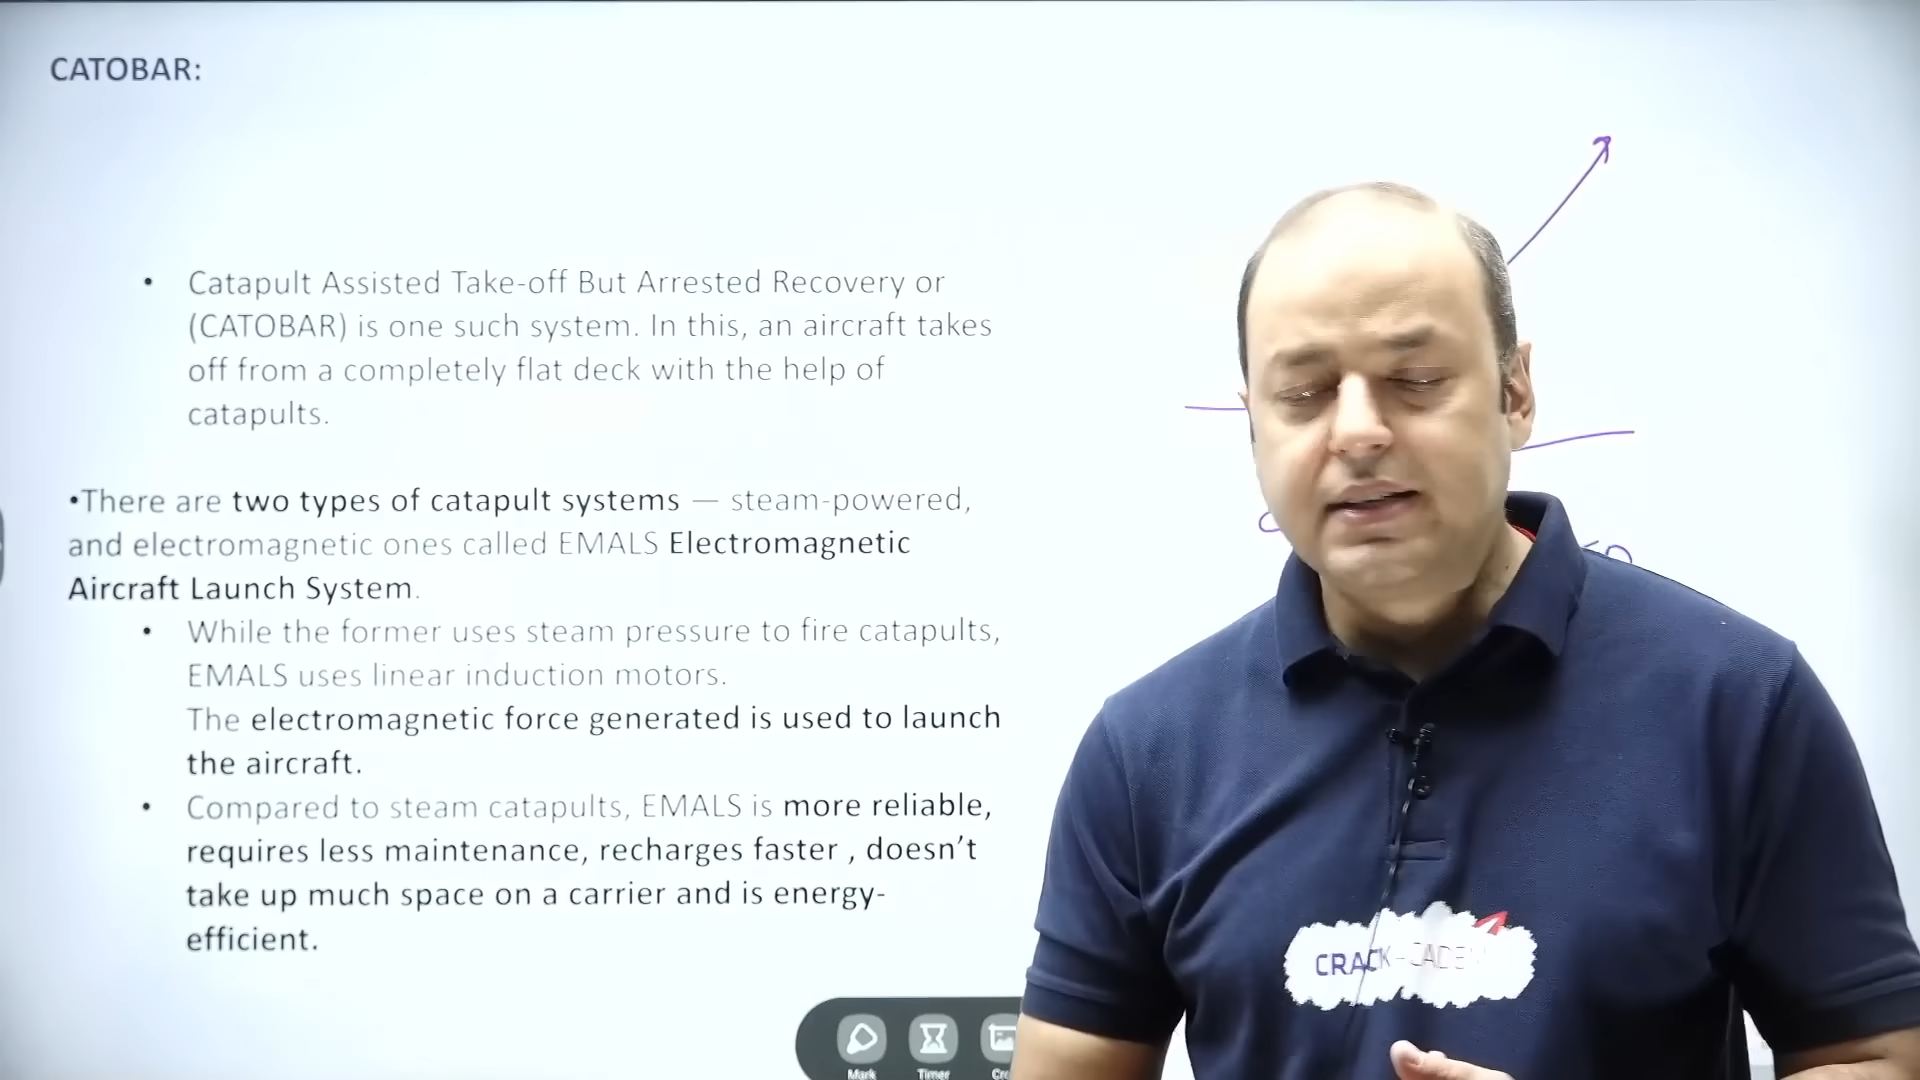 CATOBAR:
• Catapult Assisted Take-off But Arrested Recovery or
(CATOBAR) is one such system. In this, an aircraft takes
off from a completely flat deck with the help of
catapults.
•There are two types of catapult systems — steam-powered,
and electromagnetic ones called EMALS Electromagnetic
Aircraft Launch System.
• While the former uses steam pressure to fire catapults,
EMALS uses linear induction motors.
The electromagnetic force generated is used to launch
the aircraft.
• Compared to steam catapults, EMALS is more reliable,
requires less maintenance, recharges faster , doesn’t
take up much space on a carrier and is energy-
efficient.
CRACK
Mark
Timer